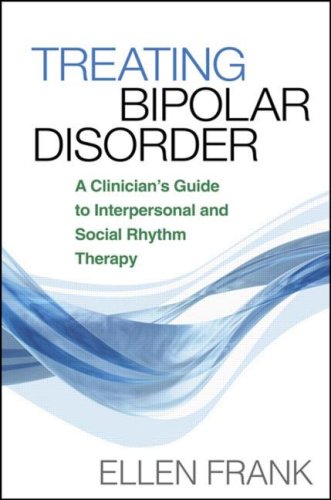 TREATING
BIPOLAR
DISORDER
A Clinician's Guide
to Interpersonal and
Social Rhythm
Therapy
ELLEN FRANK